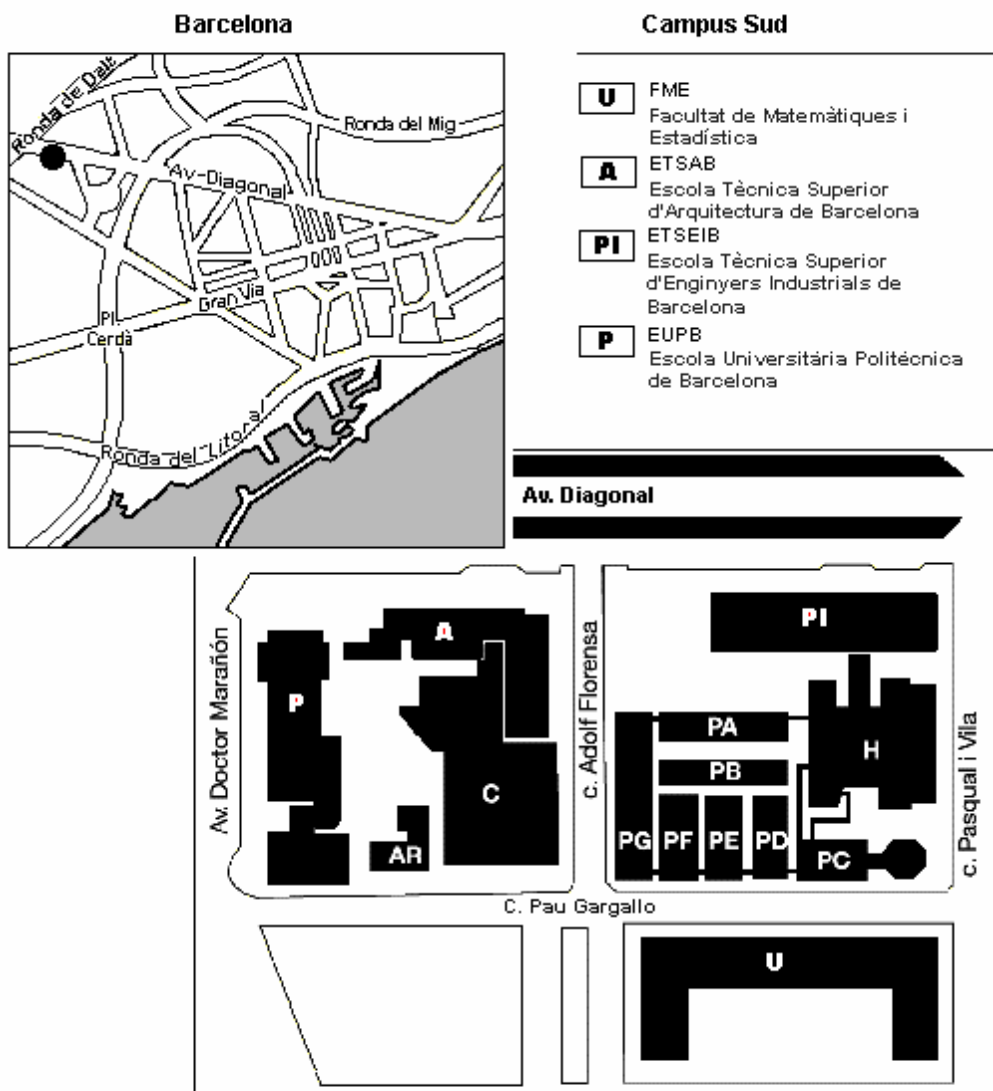 Barcelona
Campus Sud
Ronda de Dalt
Ronda del Mig
Av-Diagonal
Gran Via
Pl
Cerdà
Ronda del Litoral
U
FME
Facultat de Matemàtiques i
Estadística
A
ETSAB
Escola Tècnica Superior
d'Arquitectura de Barcelona
PI
ETSEIB
Escola Tècnica Superior
d'Enginyers Industrials de
Barcelona
P
EUPB
Escola Universitária Politécnica
de Barcelona
Av. Diagonal
Av. Doctor Marañón
c. Adolf Florensa
c. Pasqual i Vila
P
A
C
AR
PI
PA
H
PB
PG
PF
PE
PD
PC
C. Pau Gargallo
U